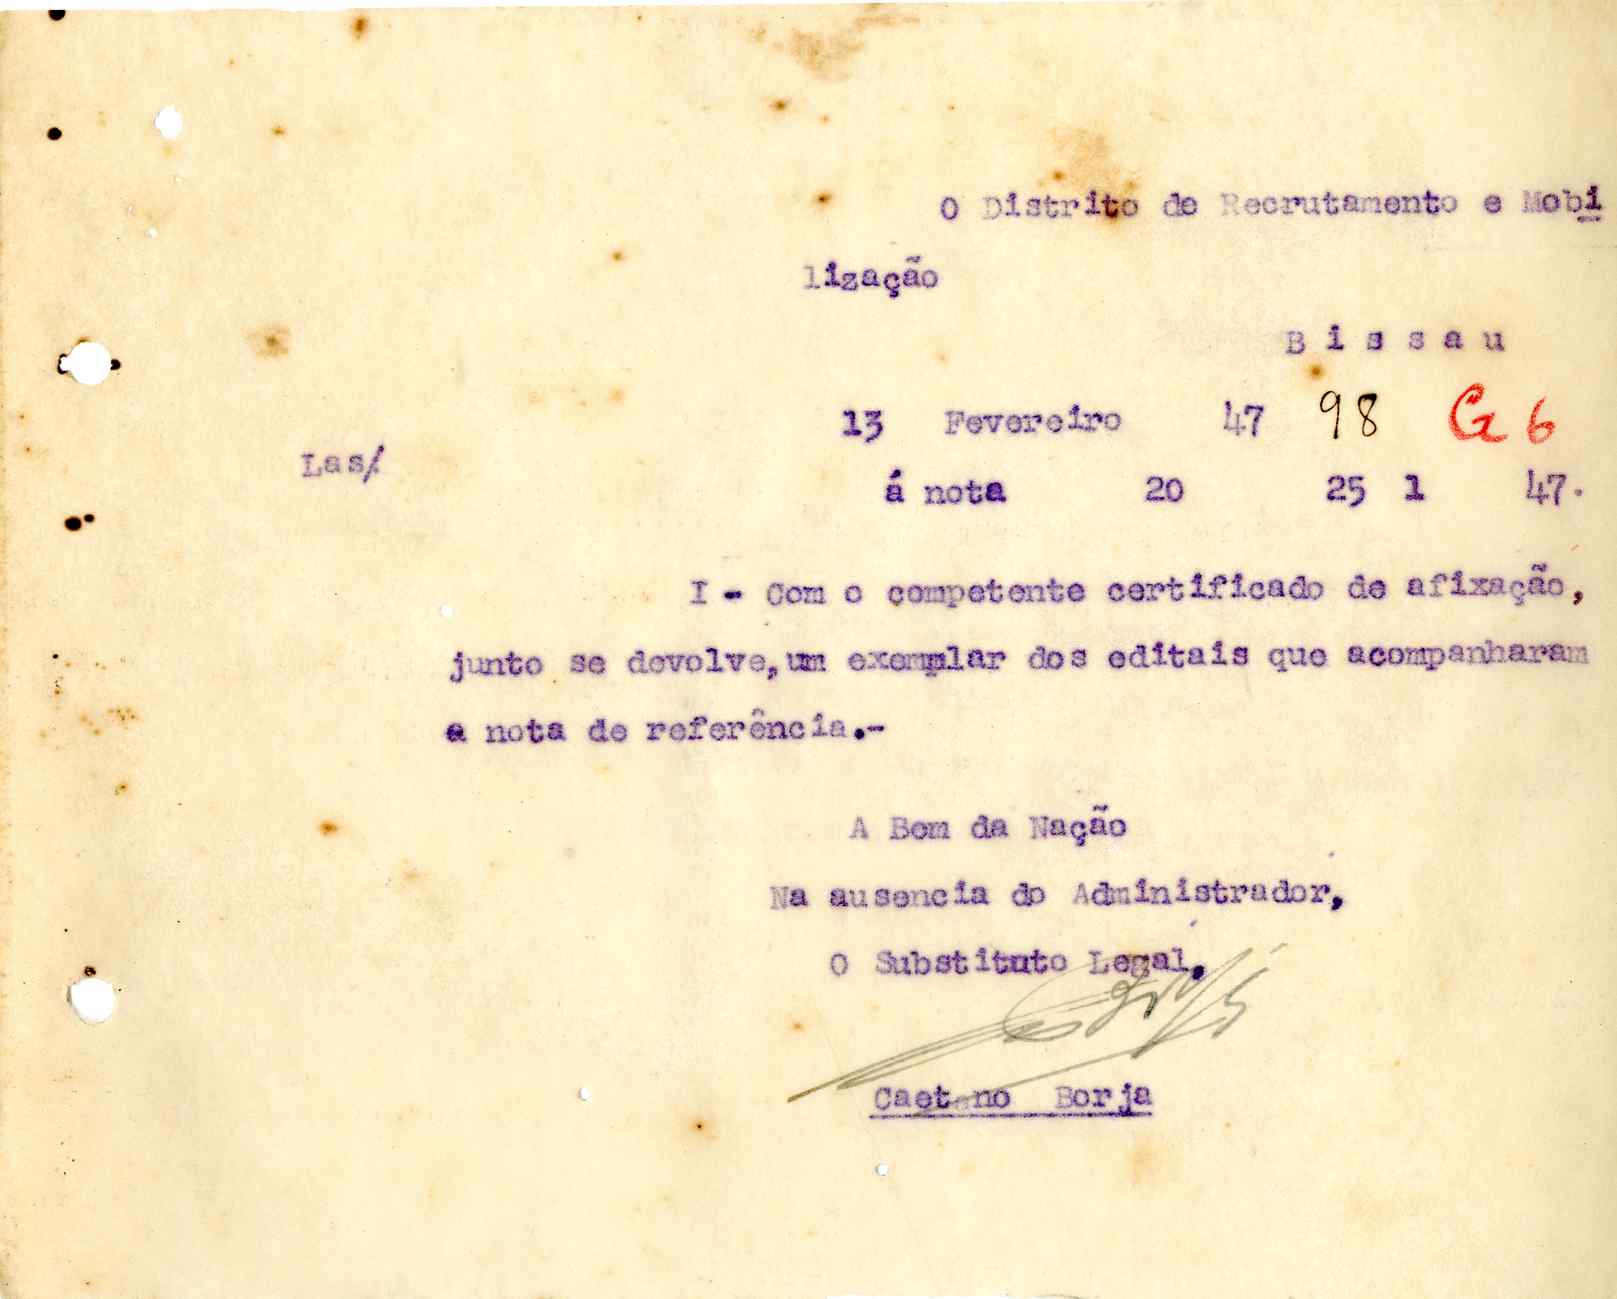 O Distrito de Recrutamento e Mobi
lização
Bissau
13 Fevereiro 47 98 G 6
Las/.
á nota 20 25 1 47.
I - Com o competente certificado de afixação,
junto se devolve,um exemplar dos editais que acompanharam
a nota de referência.-
A Bem da Nação
Na ausencia do Administrador,
O Substituto Legal,
Caetano Borja